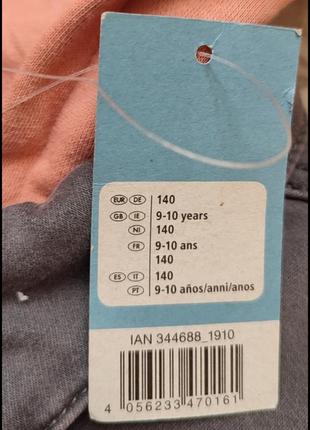 EUR DE 140
GB IE 9-10 years
NI 140
FR 9-10 ans
140
ES IT 140
PT 9-10 años/anni/anos
IAN 344688_1910
4 056233 470161